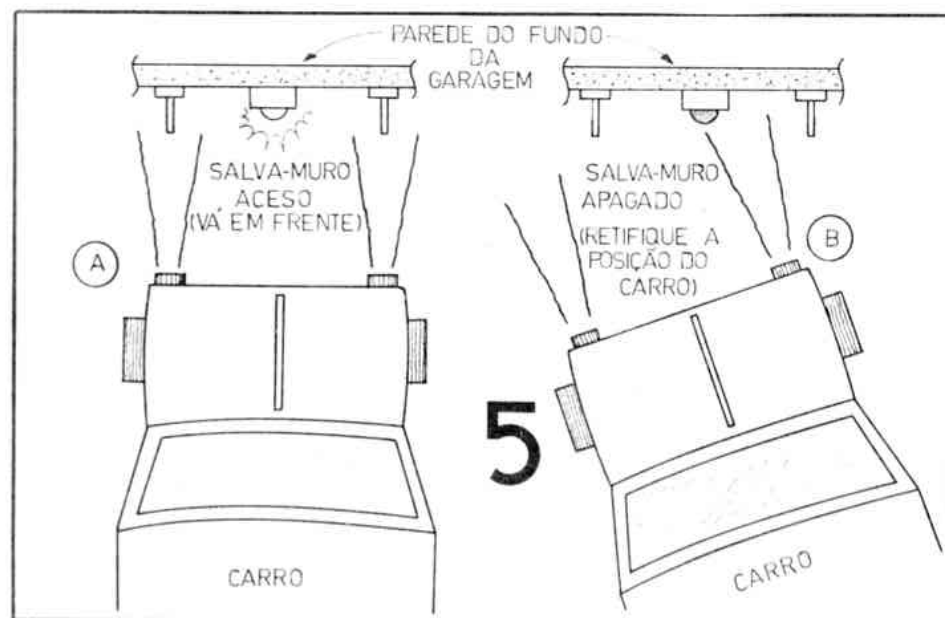 PAREDE DO FUNDO
DA
GARAGEM
SALVA-MURO
ACESO
(VÁ EM FRENTE)
A
CARRO
5
SALVA-MURO
APAGADO
(RETIFIQUE A
POSIÇÃO DO
CARRO)
B
CARRO